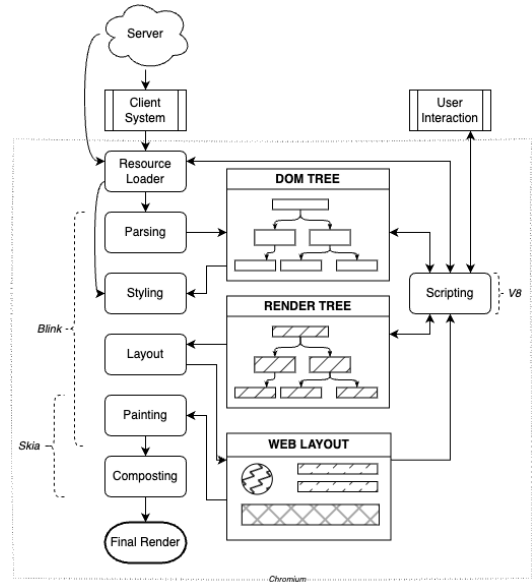 Server
Client
System
User
Interaction
Resource
Loader
DOM TREE
Parsing
Styling
Scripting
V8
RENDER TREE
Blink
Layout
Painting
Skia
WEB LAYOUT
Composting
Final Render
Chromium